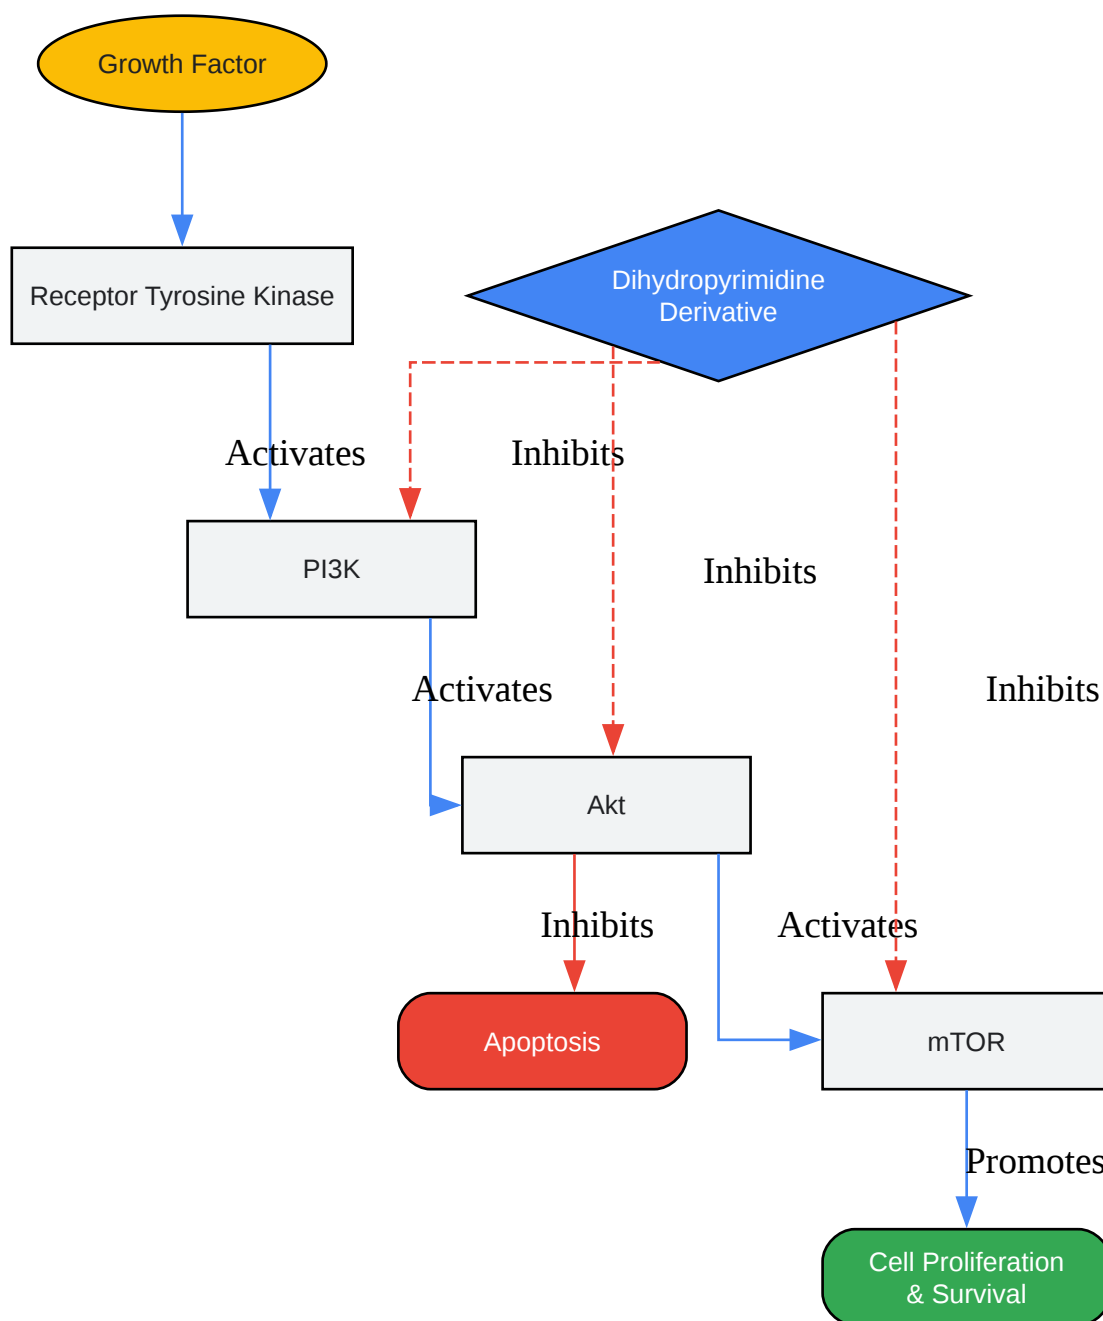 Growth Factor
Receptor Tyrosine Kinase
Dihydropyrimidine
Derivative
Activates
Inhibits
PI3K
Inhibits
Activates
Inhibits
Akt
Inhibits
Activates
Apoptosis
mTOR
Promotes
Cell Proliferation
& Survival